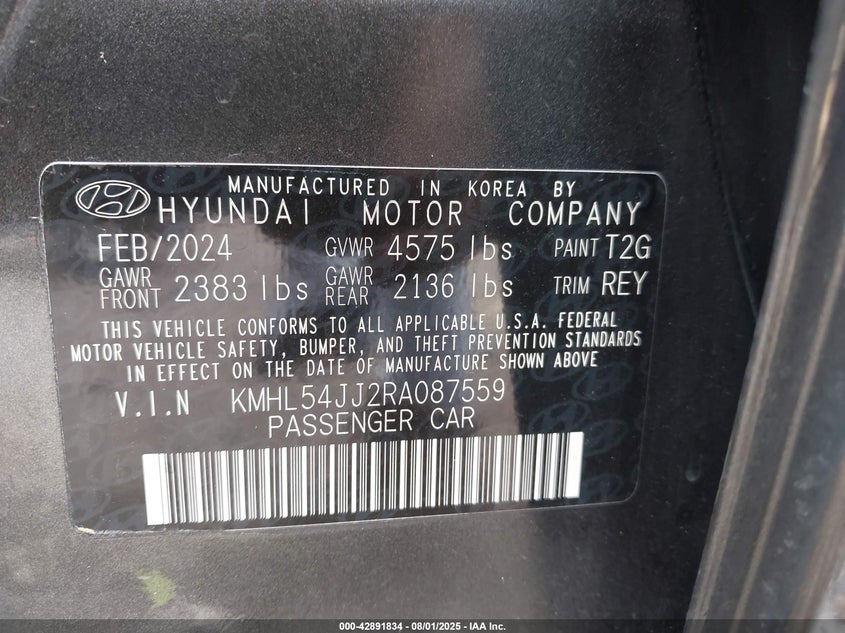 MANUFACTURED IN KOREA BY
HYUNDAI MOTOR COMPANY
FEB/2024 GVWR 4575 lbs PAINT T2G
GAWR FRONT 2383 lbs GAWR REAR 2136 lbs TRIM REY
THIS VEHICLE CONFORMS TO ALL APPLICABLE U.S.A. FEDERAL
MOTOR VEHICLE SAFETY, BUMPER, AND THEFT PREVENTION STANDARDS
IN EFFECT ON THE DATE OF MANUFACTURE SHOWN ABOVE
V.I.N KMHL54JJ2RA087559
PASSENGER CAR
000-42891834 - 08/01/2025 - IAA Inc.